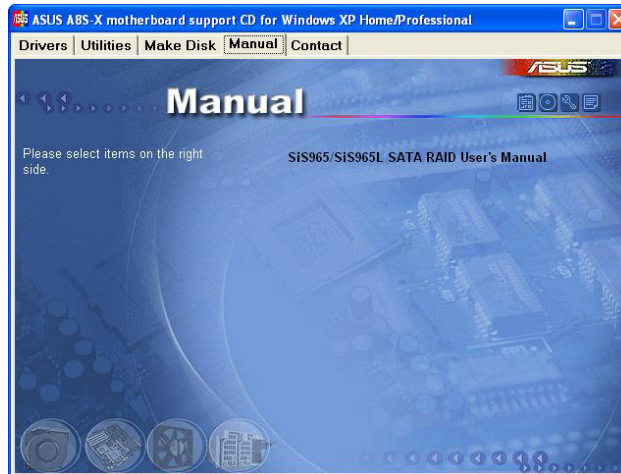 ASUS A8S-X motherboard support CD for Windows XP Home/Professional
Drivers Utilities Make Disk Manual Contact
ASUS
Manual
Please select items on the right
side.
SiS965/SiS965L SATA RAID User's Manual